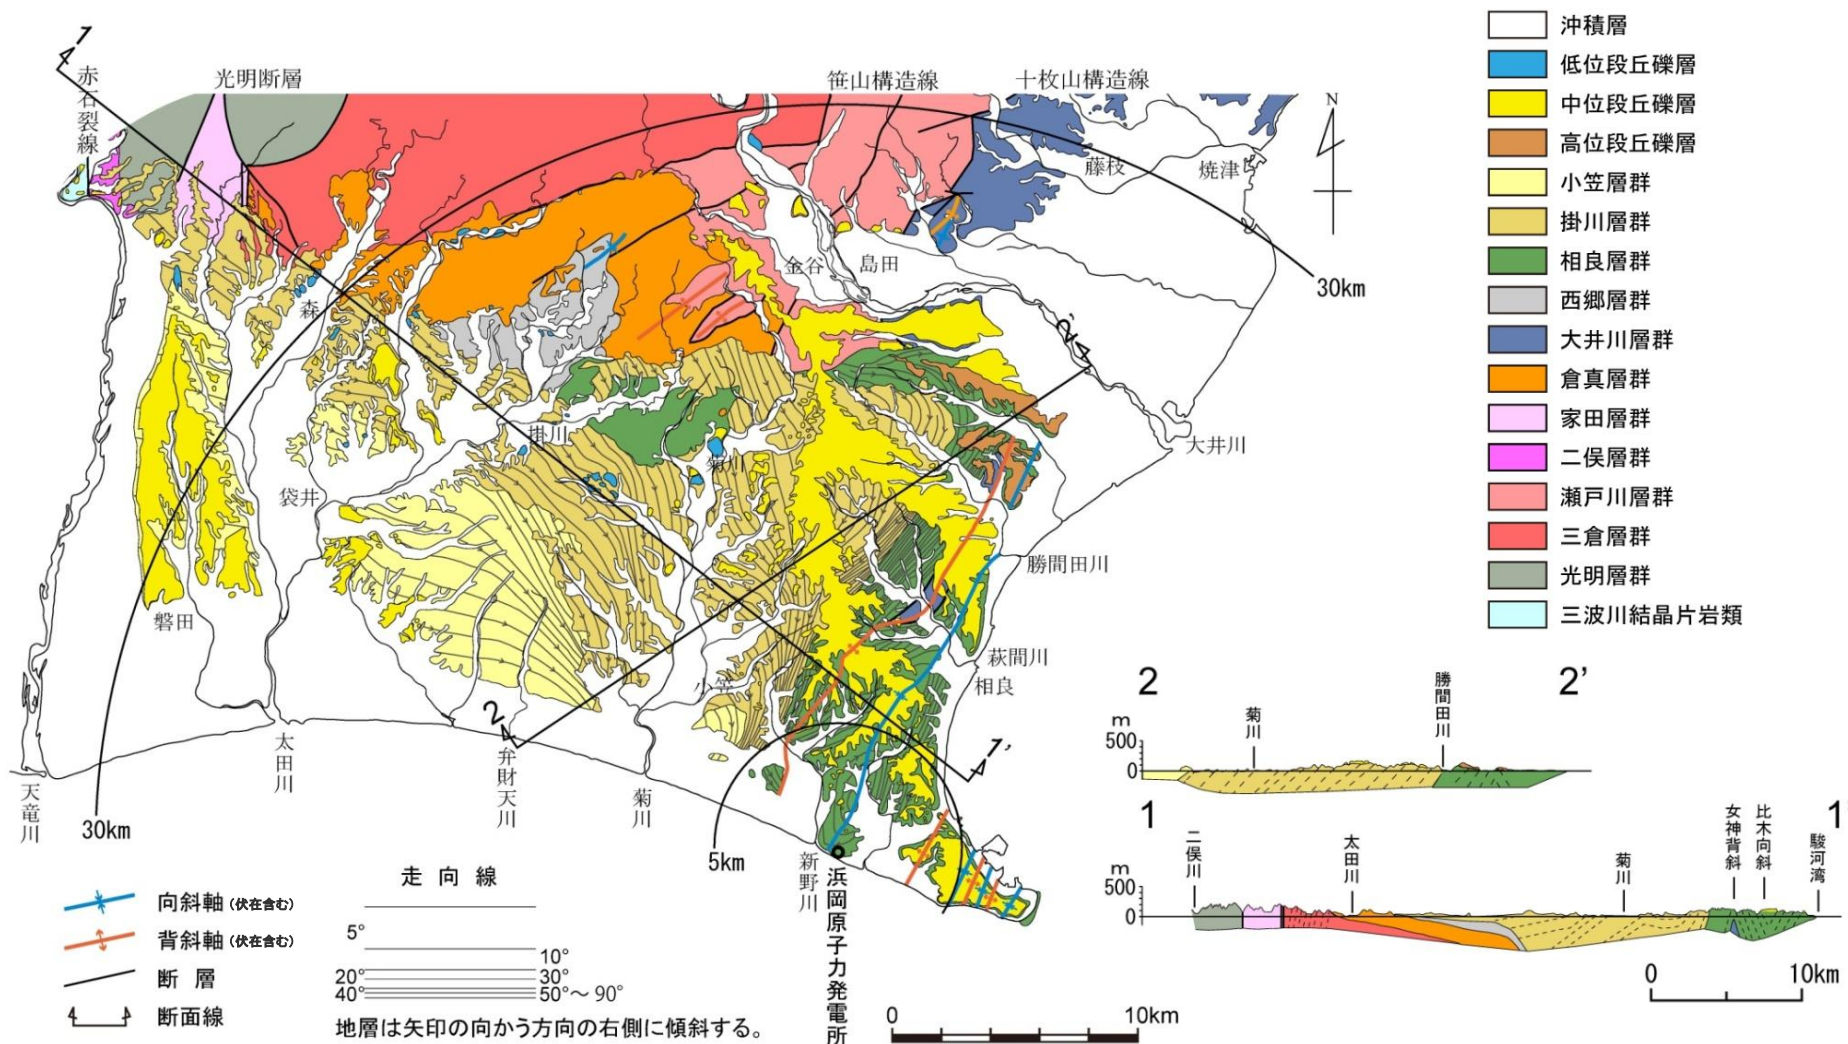 1
赤石裂線
光明断層
笹山構造線
十枚山構造線
N
藤枝
焼津
30km
金谷
島田
森
2'
大井川
掛川
菊川
袋井
勝間田川
磐田
萩間川
相良
小笠
2
1'
弁財天川
太田川
菊川
天竜川
30km
5km
新野川
浜岡原子力発電所
沖積層
低位段丘礫層
中位段丘礫層
高位段丘礫層
小笠層群
掛川層群
相良層群
西郷層群
大井川層群
倉真層群
家田層群
二俣層群
瀬戸川層群
三倉層群
光明層群
三波川結晶片岩類
2
2’
菊川
勝間田川
m
500
0
1
1
二俣川
太田川
菊川
女神背斜
比木向斜
駿河湾
m
500
0
0
10km
向斜軸(伏在含む)
背斜軸(伏在含む)
断層
断面線
走向線
5°
10°
20°
30°
40°
50°～90°
地層は矢印の向かう方向の右側に傾斜する。
0
10km